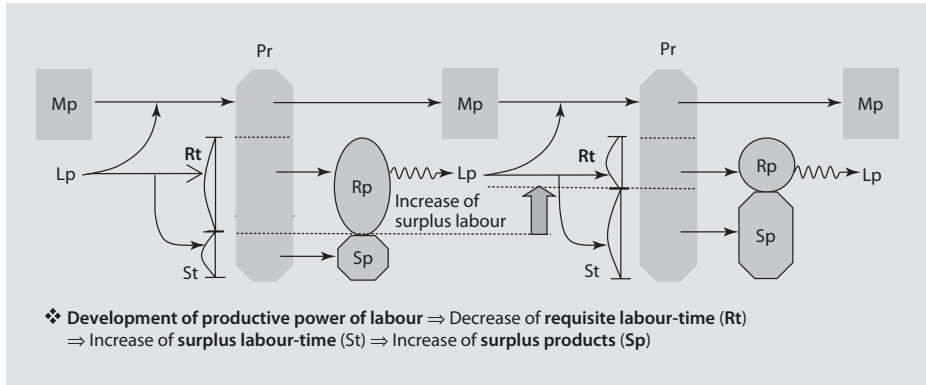 Pr
Pr
Mp
Mp
Mp
Rt
Lp
Rp
Lp
Rt
Rp
Lp
Increase of
surplus labour
St
Sp
St
Sp
❖ Development of productive power of labour ⇒ Decrease of requisite labour-time (Rt)
⇒ Increase of surplus labour-time (St) ⇒ Increase of surplus products (Sp)